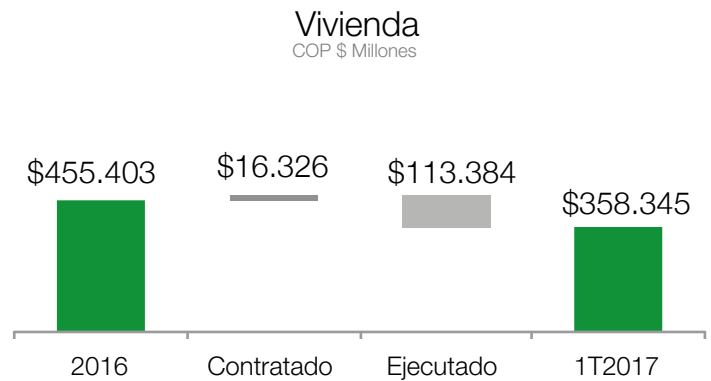 Vivienda
COP $ Millones
$455.403
$16.326
$113.384
$358.345
2016
Contratado
Ejecutado
1T2017